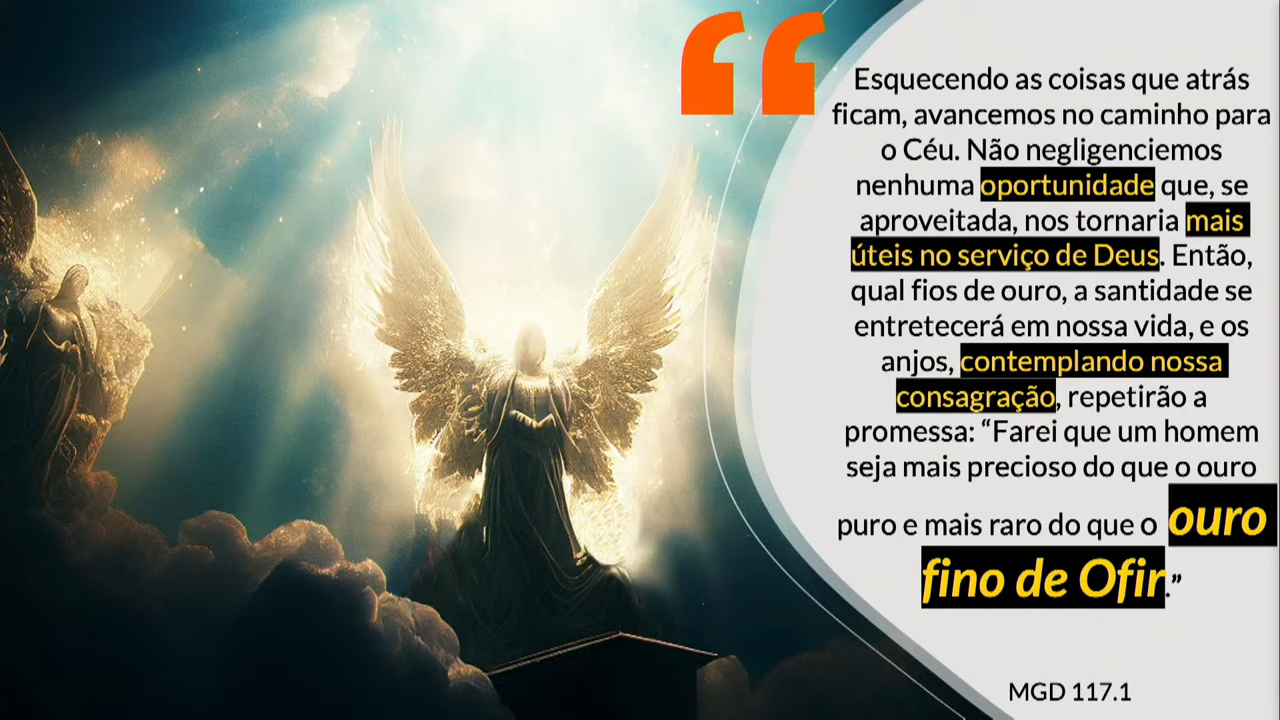 “
Esquecendo as coisas que atrás
ficam, avancemos no caminho para
o Céu. Não negligenciemos
nenhuma oportunidade que, se
aproveitada, nos tornaria mais
úteis no serviço de Deus. Então,
qual fios de ouro, a santidade se
entretecerá em nossa vida, e os
anjos, contemplando nossa
consagração, repetirão a
promessa: “Farei que um homem
seja mais precioso do que o ouro
puro e mais raro do que o ouro
fino de Ofir.”
MGD 117.1